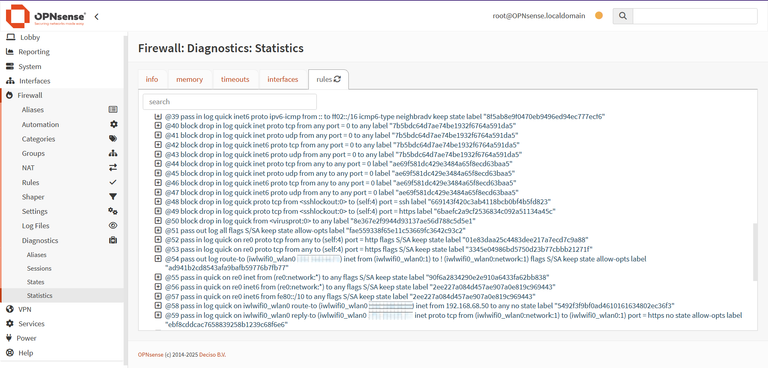 OPNsense®
root@OPNsense.localdomain
Lobby
Reporting
System
Interfaces
Firewall
Aliases
Automation
Categories
Groups
NAT
Rules
Shaper
Settings
Log Files
Diagnostics
Aliases
Sessions
States
Statistics
VPN
Services
Power
Help
Firewall: Diagnostics: Statistics
info
memory
timeouts
interfaces
rules
search
@39 pass in log quick inet6 proto ipv6-icmp from :: to ff02::/16 icmp6-type neighbradv keep state label "8f5ab8e9f0470eb9496ed94ec777ecf6"
@40 block drop in log quick inet proto tcp from any port = 0 to any label "7b5bdc64d7ae74be1932f6764a591da5"
@41 block drop in log quick inet proto udp from any port = 0 to any label "7b5bdc64d7ae74be1932f6764a591da5"
@42 block drop in log quick inet6 proto tcp from any port = 0 to any label "7b5bdc64d7ae74be1932f6764a591da5"
@43 block drop in log quick inet6 proto udp from any port = 0 to any label "7b5bdc64d7ae74be1932f6764a591da5"
@44 block drop in log quick inet proto tcp from any to any port = 0 label "ae69f581dc429e3484a65f8ecd63baa5"
@45 block drop in log quick inet proto udp from any to any port = 0 label "ae69f581dc429e3484a65f8ecd63baa5"
@46 block drop in log quick inet6 proto tcp from any to any port = 0 label "ae69f581dc429e3484a65f8ecd63baa5"
@47 block drop in log quick inet6 proto udp from any to any port = 0 label "ae69f581dc429e3484a65f8ecd63baa5"
@48 block drop in log quick proto tcp from <sshlockout:0> to (self:4) port = ssh label "669143f420c3ab4118bcb0bf4b5fd823"
@49 block drop in log quick proto tcp from <sshlockout:0> to (self:4) port = https label "6baefc2a9cf2536834c092a51134a45c"
@50 block drop in log quick from <virusprot:0> to any label "8e367e2f9944d93137ae56d788c5d5e1"
@51 pass out log all flags S/SA keep state allow-opts label "fae559338f65e11c53669fc3642c93c2"
@52 pass in quick on re0 proto tcp from any to (self:4) port = http flags S/SA keep state label "01e83daa25c4483dee217a7ecd7c9a88"
@53 pass in quick on re0 proto tcp from any to (self:4) port = https flags S/SA keep state label "3345e04986bd5750d23b77cbbb21271f"
@54 pass out log route-to (iwlwifi0_wlan0 inet from (iwlwifi0_wlan0:1) to ! (iwlwifi0_wlan0:network:1) flags S/SA keep state allow-opts label
"ad941b2cd8543afa9bafb59776b7fb77"
@55 pass in quick on re0 inet from (re0:network:*) to any flags S/SA keep state label "90f6a2834290e2e910a6433fa62bb838"
@56 pass in quick on re0 inet6 from (re0:network:*) to any flags S/SA keep state label "2ee227a084d457ae907a0e819c969443"
@57 pass in quick on re0 inet6 from fe80::/10 to any flags S/SA keep state label "2ee227a084d457ae907a0e819c969443"
@58 pass in log quick on iwlwifi0_wlan0 route-to (iwlwifi0_wlan0 inet from 192.168.68.50 to any no state label "5492f3f9bf0ad4610161634802ec36f3"
@59 pass in log quick on iwlwifi0_wlan0 reply-to (iwlwifi0_wlan0 inet proto tcp from (iwlwifi0_wlan0:network:1) to (iwlwifi0_wlan0:1) port = https no state allow-opts label
"ebf8cddcac7658839258b1239c68f6e6"
OPNsense (c) 2014-2025 Deciso B.V.